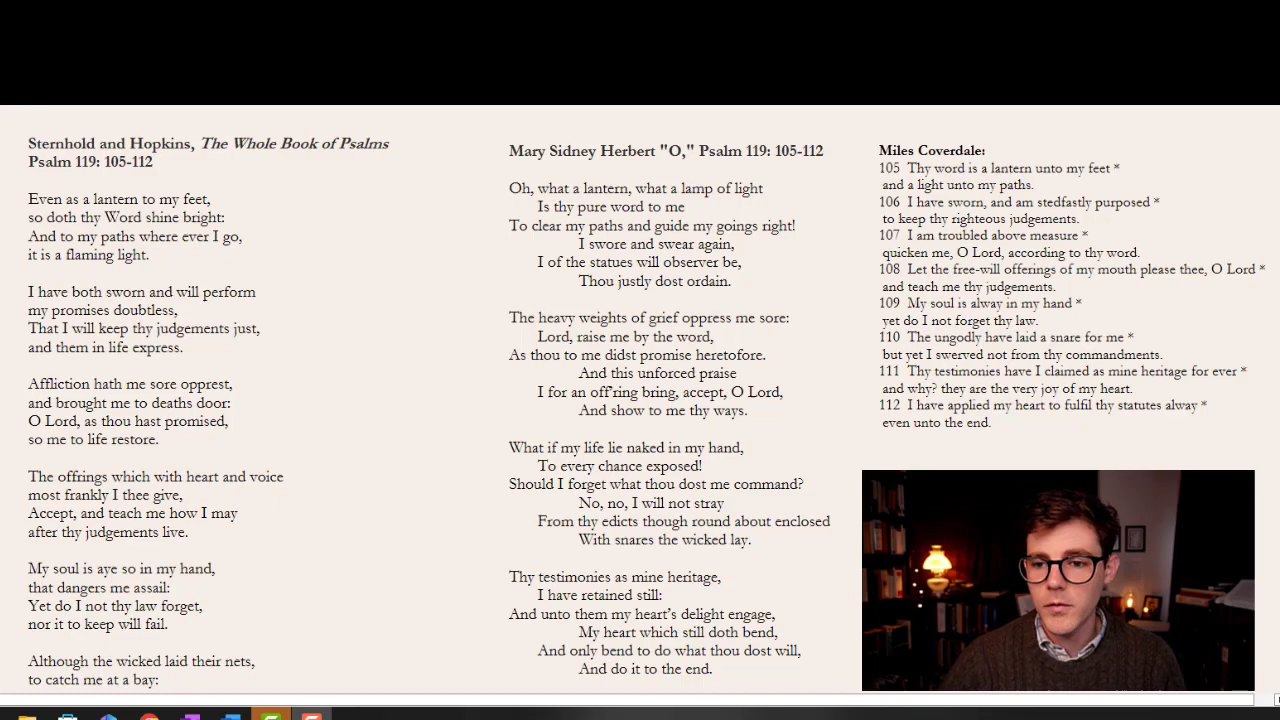 Sternhold and Hopkins, The Whole Book of Psalms
Psalm 119: 105-112
Even as a lantern to my feet,
so doth thy Word shine bright:
And to my paths where ever I go,
it is a flaming light.
I have both sworn and will perform
my promises doubtless,
That I will keep thy judgements just,
and them in life express.
Affliction hath me sore opprest,
and brought me to deaths door:
O Lord, as thou hast promised,
so me to life restore.
The offrings which with heart and voice
most frankly I thee give,
Accept, and teach me how I may
after thy judgements live.
My soul is aye so in my hand,
that dangers me assail:
Yet do I not thy law forget,
nor it to keep will fail.
Although the wicked laid their nets,
to catch me at a bay:
Mary Sidney Herbert "O," Psalm 119: 105-112
Oh, what a lantern, what a lamp of light
Is thy pure word to me
To clear my paths and guide my goings right!
I swore and swear again,
I of the statues will observer be,
Thou justly dost ordain.
The heavy weights of grief oppress me sore:
Lord, raise me by the word,
As thou to me didst promise heretofore.
And this unforced praise
I for an off'ring bring, accept, O Lord,
And show to me thy ways.
What if my life lie naked in my hand,
To every chance exposed!
Should I forget what thou dost me command?
No, no, I will not stray
From thy edicts though round about enclosed
With snares the wicked lay.
Thy testimonies as mine heritage,
I have retained still:
And unto them my heart's delight engage,
My heart which still doth bend,
And only bend to do what thou dost will,
And do it to the end.
Miles Coverdale:
105 Thy word is a lantern unto my feet *
and a light unto my paths.
106 I have sworn, and am stedfastly purposed *
to keep thy righteous judgements.
107 I am troubled above measure *
quicken me, O Lord, according to thy word.
108 Let the free-will offerings of my mouth please thee, O Lord *
and teach me thy judgements.
109 My soul is alway in my hand *
yet do I not forget thy law.
110 The ungodly have laid a snare for me *
but yet I swerved not from thy commandments.
111 Thy testimonies have I claimed as mine heritage for ever *
and why? they are the very joy of my heart.
112 I have applied my heart to fulfil thy statutes alway *
even unto the end.